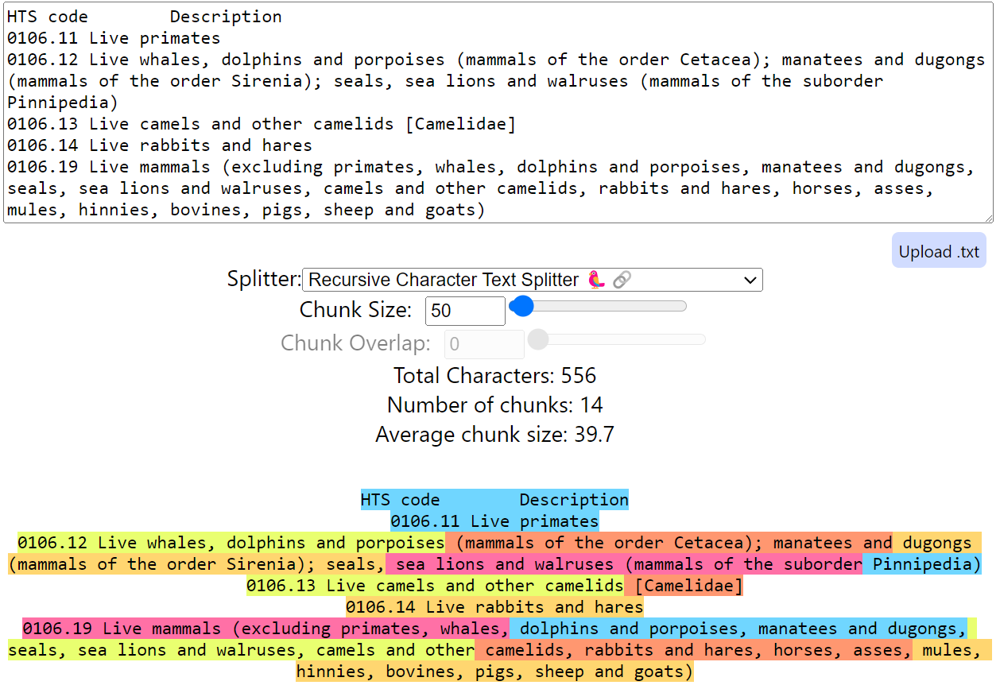 HTS code        Description
0106.11 Live primates
0106.12 Live whales, dolphins and porpoises (mammals of the order Cetacea); manatees and dugongs
(mammals of the order Sirenia); seals, sea lions and walruses (mammals of the suborder
Pinnipedia)
0106.13 Live camels and other camelids [Camelidae]
0106.14 Live rabbits and hares
0106.19 Live mammals (excluding primates, whales, dolphins and porpoises, manatees and dugongs,
seals, sea lions and walruses, camels and other camelids, rabbits and hares, horses, asses,
mules, hinnies, bovines, pigs, sheep and goats)
Upload .txt
Splitter: Recursive Character Text Splitter 🦜 🔗
Chunk Size: 50
Chunk Overlap: 0
Total Characters: 556
Number of chunks: 14
Average chunk size: 39.7
HTS code        Description
0106.11 Live primates
0106.12 Live whales, dolphins and porpoises (mammals of the order Cetacea); manatees and dugongs
(mammals of the order Sirenia); seals, sea lions and walruses (mammals of the suborder Pinnipedia)
0106.13 Live camels and other camelids [Camelidae]
0106.14 Live rabbits and hares
0106.19 Live mammals (excluding primates, whales, dolphins and porpoises, manatees and dugongs,
seals, sea lions and walruses, camels and other camelids, rabbits and hares, horses, asses, mules,
hinnies, bovines, pigs, sheep and goats)